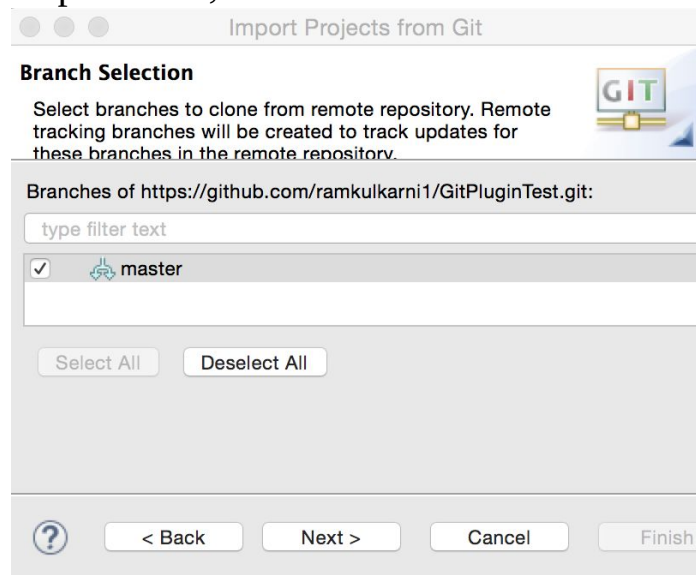 Import Projects from Git
Branch Selection
GIT
Select branches to clone from remote repository. Remote
tracking branches will be created to track updates for
these branches in the remote repository.
Branches of https://github.com/ramkulkarni1/GitPluginTest.git:
type filter text
master
Select All Deselect All
? < Back Next > Cancel Finish